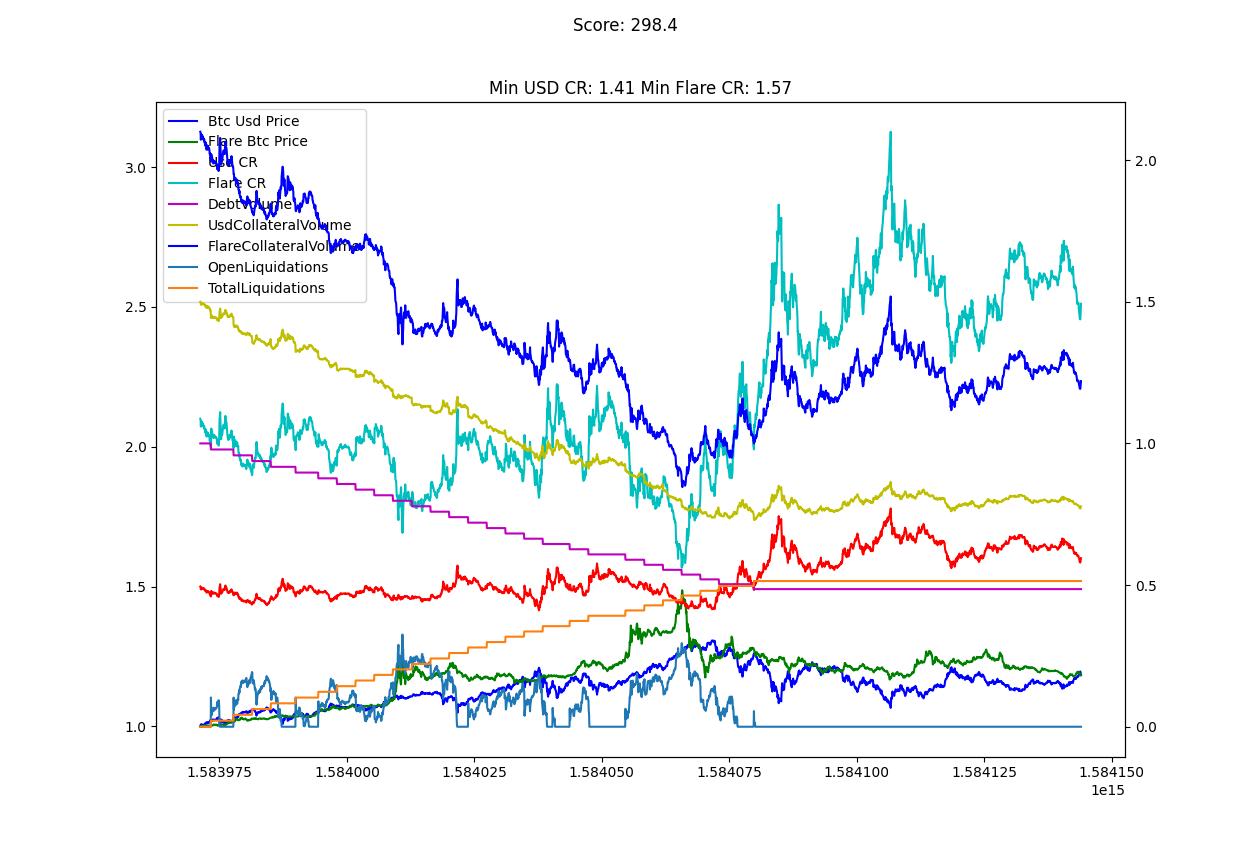 Score: 298.4
Min USD CR: 1.41 Min Flare CR: 1.57
Btc Usd Price
Flare Btc Price
Usd CR
Flare CR
DebtVolume
UsdCollateralVolume
FlareCollateralVolume
OpenLiquidations
TotalLiquidations
3.0
2.5
2.0
1.5
1.0
2.0
1.5
1.0
0.5
0.0
1.583975
1.584000
1.584025
1.584050
1.584075
1.584100
1.584125
1.584150
1e15